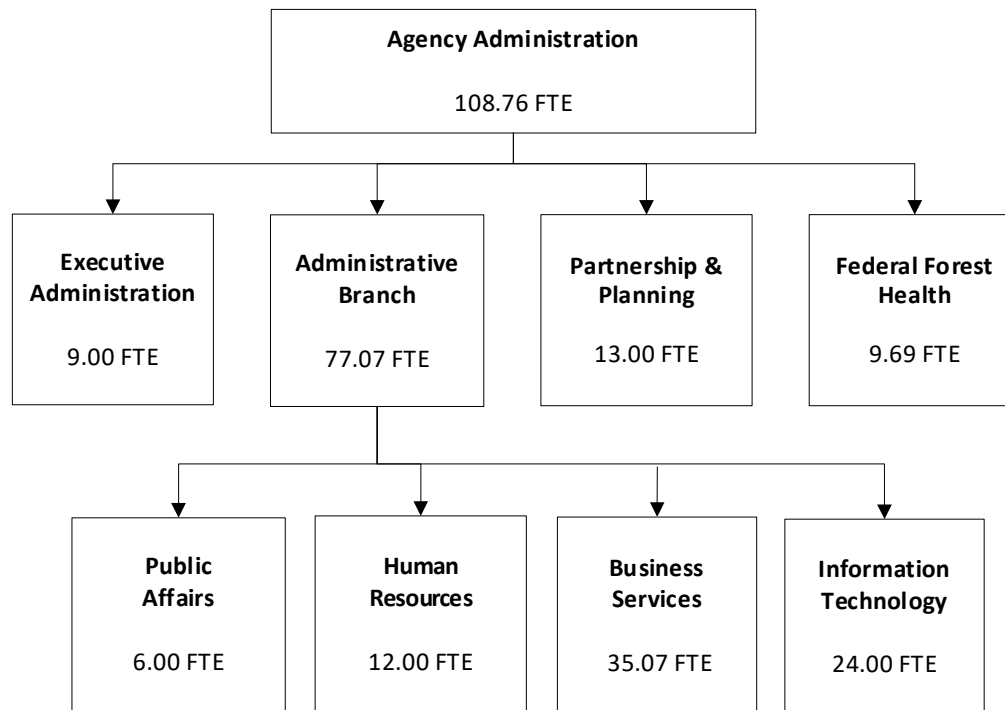 Agency Administration
108.76 FTE
Executive
Administration
9.00 FTE
Administrative
Branch
77.07 FTE
Partnership &
Planning
13.00 FTE
Federal Forest
Health
9.69 FTE
Public
Affairs
6.00 FTE
Human
Resources
12.00 FTE
Business
Services
35.07 FTE
Information
Technology
24.00 FTE